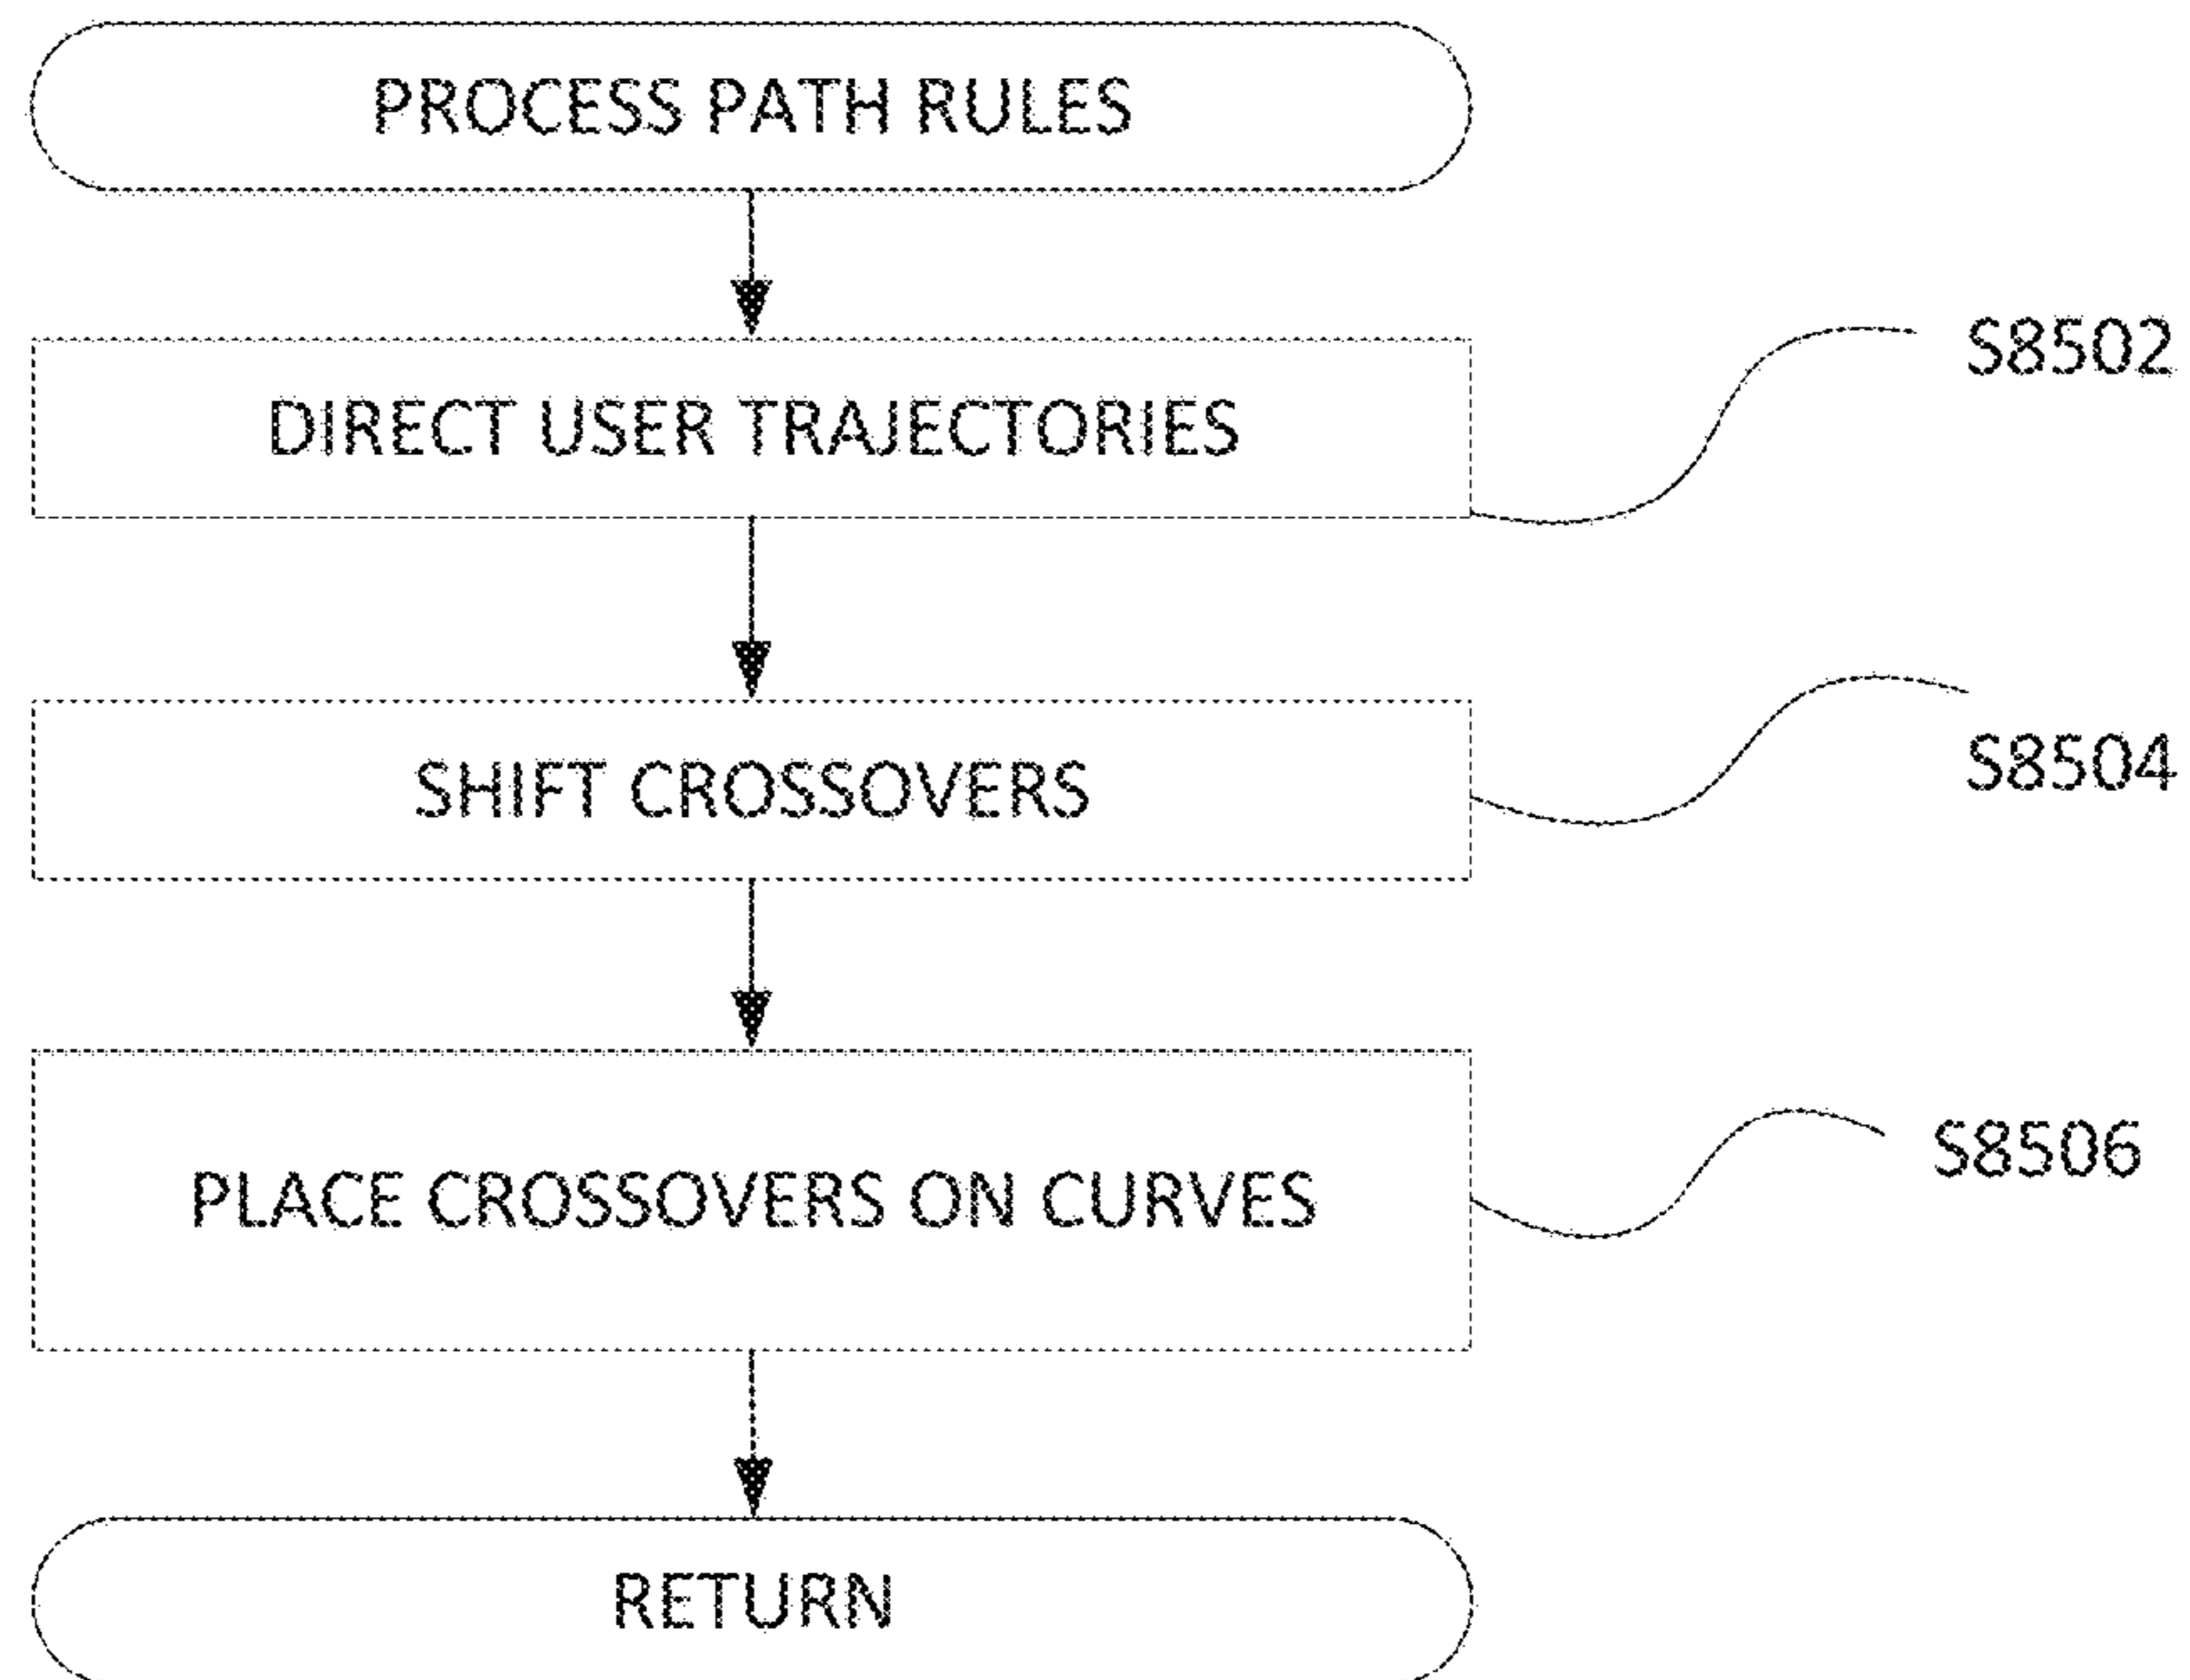 PROCESS PATH RULES
DIRECT USER TRAJECTORIES
S8502
SHIFT CROSSOVERS
S8504
PLACE CROSSOVERS ON CURVES
S8506
RETURN